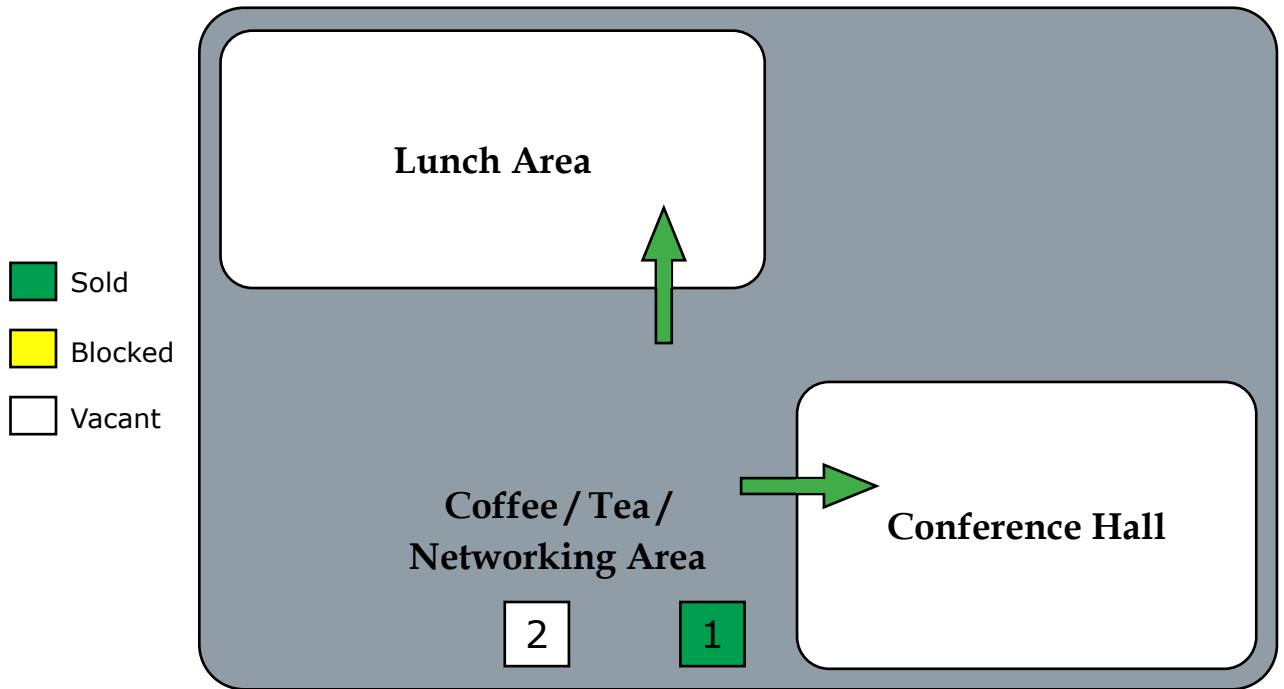 Lunch Area
Sold
Blocked
Vacant
Coffee / Tea /
Networking Area
Conference Hall
2
1